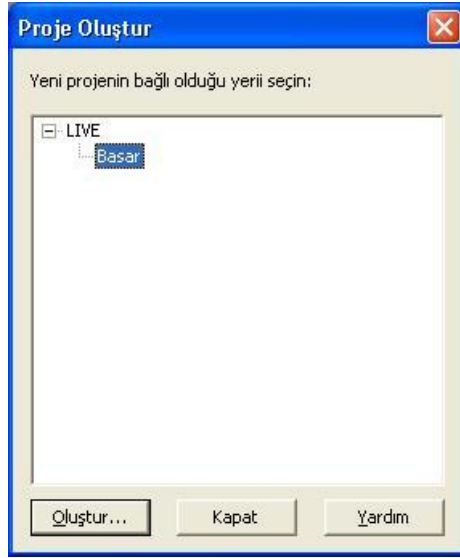 Proje Oluştur
Yeni projenin bağlı olduğu yerii seçin:
LIVE
Basar
Oluştur... Kapat Yardım